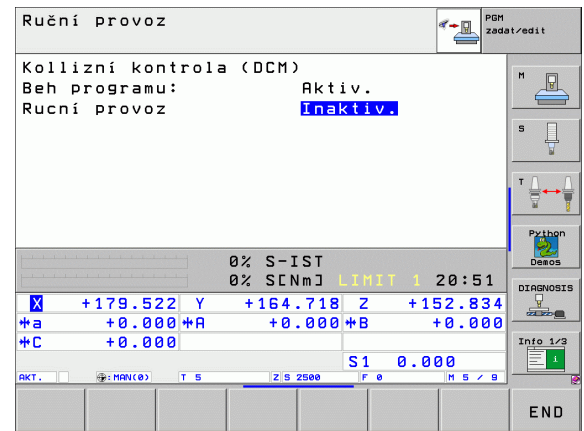 Ruční provoz
PGM
zadat/edit
Kollizní kontrola (DCM)
Beh programu: Aktiv.
Rucní provoz Inaktiv.
M
S
T
Python
Demos
DIAGNOSIS
Info 1/3
0% S-IST
0% S[Nm] LIMIT 1 20:51
X +179.522 Y +164.718 Z +152.834
a +0.000 A +0.000 B +0.000
C +0.000
S1 0.000
AKT. : MAN(0) T 5 Z S 2500 F 0 M 5 / 9
END